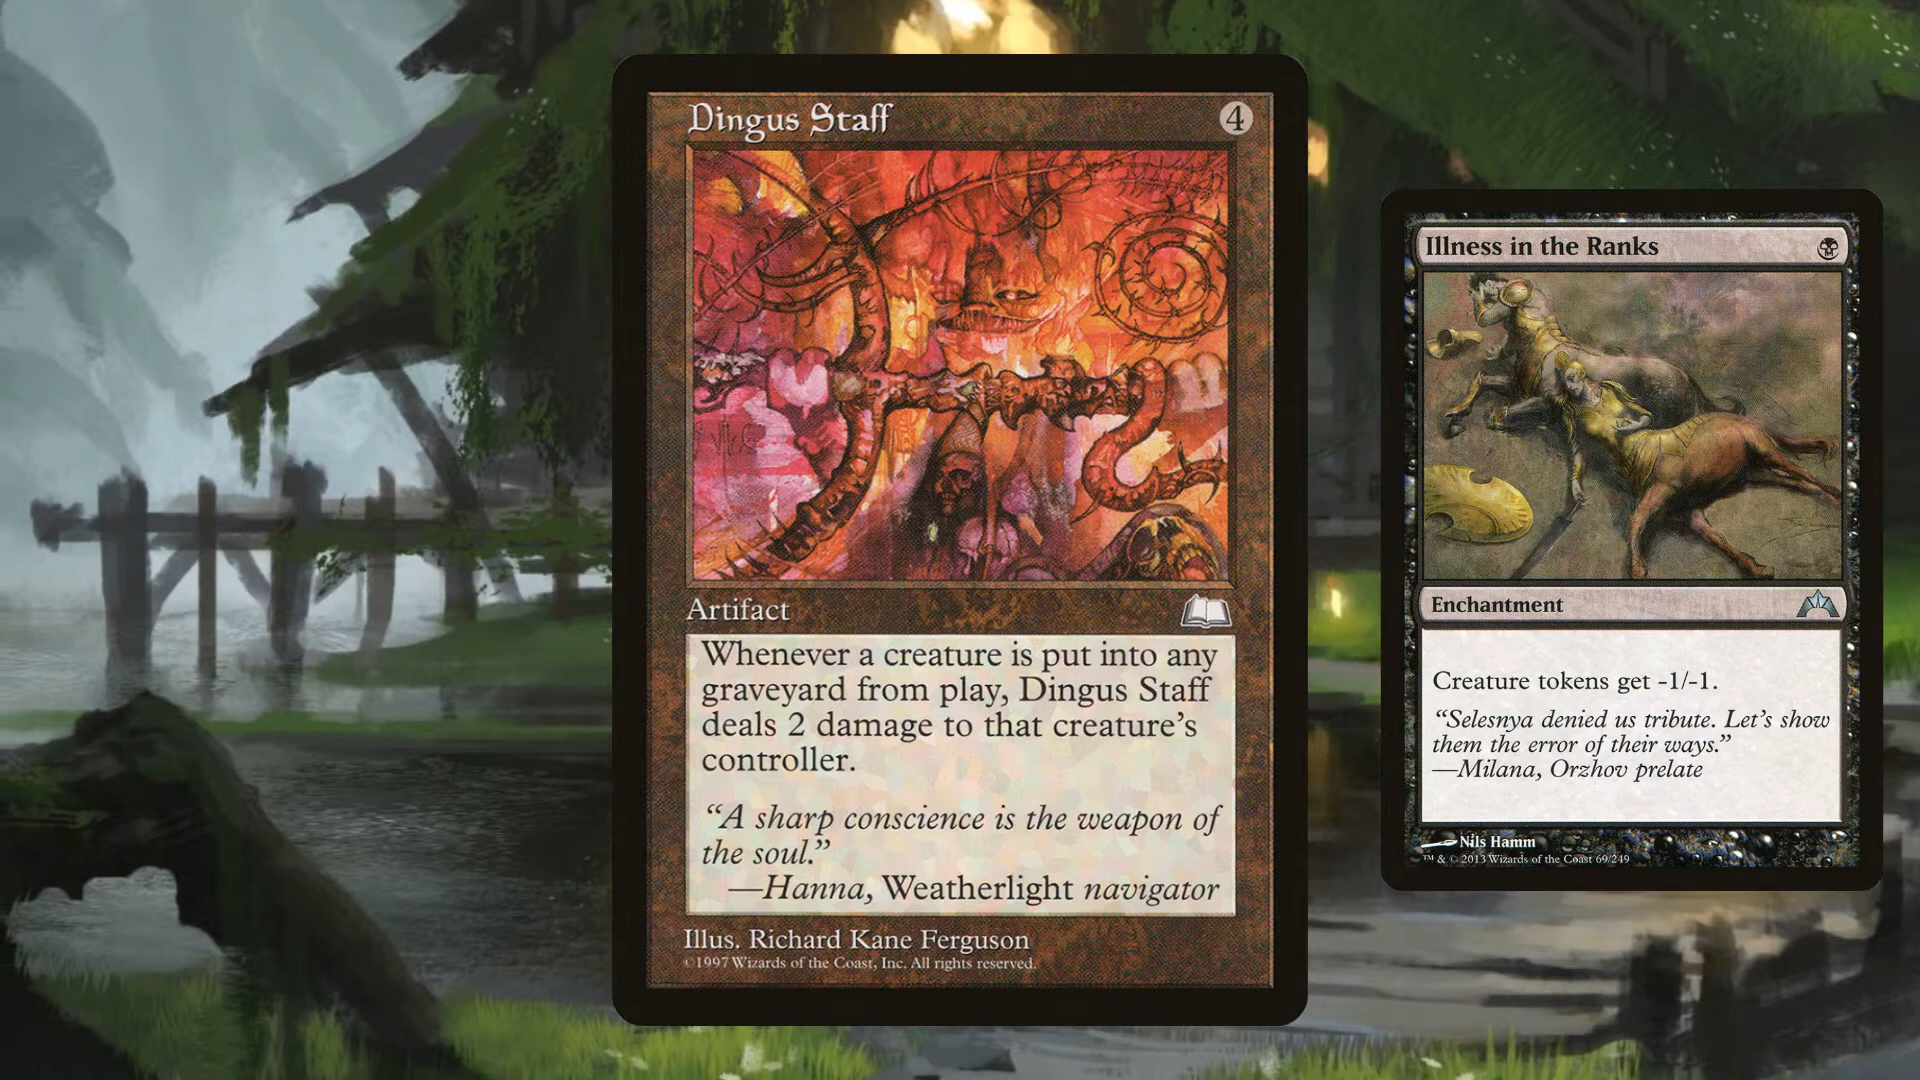 Dingus Staff
4
Artifact
Whenever a creature is put into any
graveyard from play, Dingus Staff
deals 2 damage to that creature's
controller.
“A sharp conscience is the weapon of
the soul.”
—Hanna, Weatherlight navigator
Illus. Richard Kane Ferguson
©1997 Wizards of the Coast, Inc. All rights reserved.
Illness in the Ranks
Enchantment
Creature tokens get -1/-1.
“Selesnya denied us tribute. Let's show
them the error of their ways.”
—Milana, Orzhov prelate
Nils Hamm
™ & © 2013 Wizards of the Coast 69/249